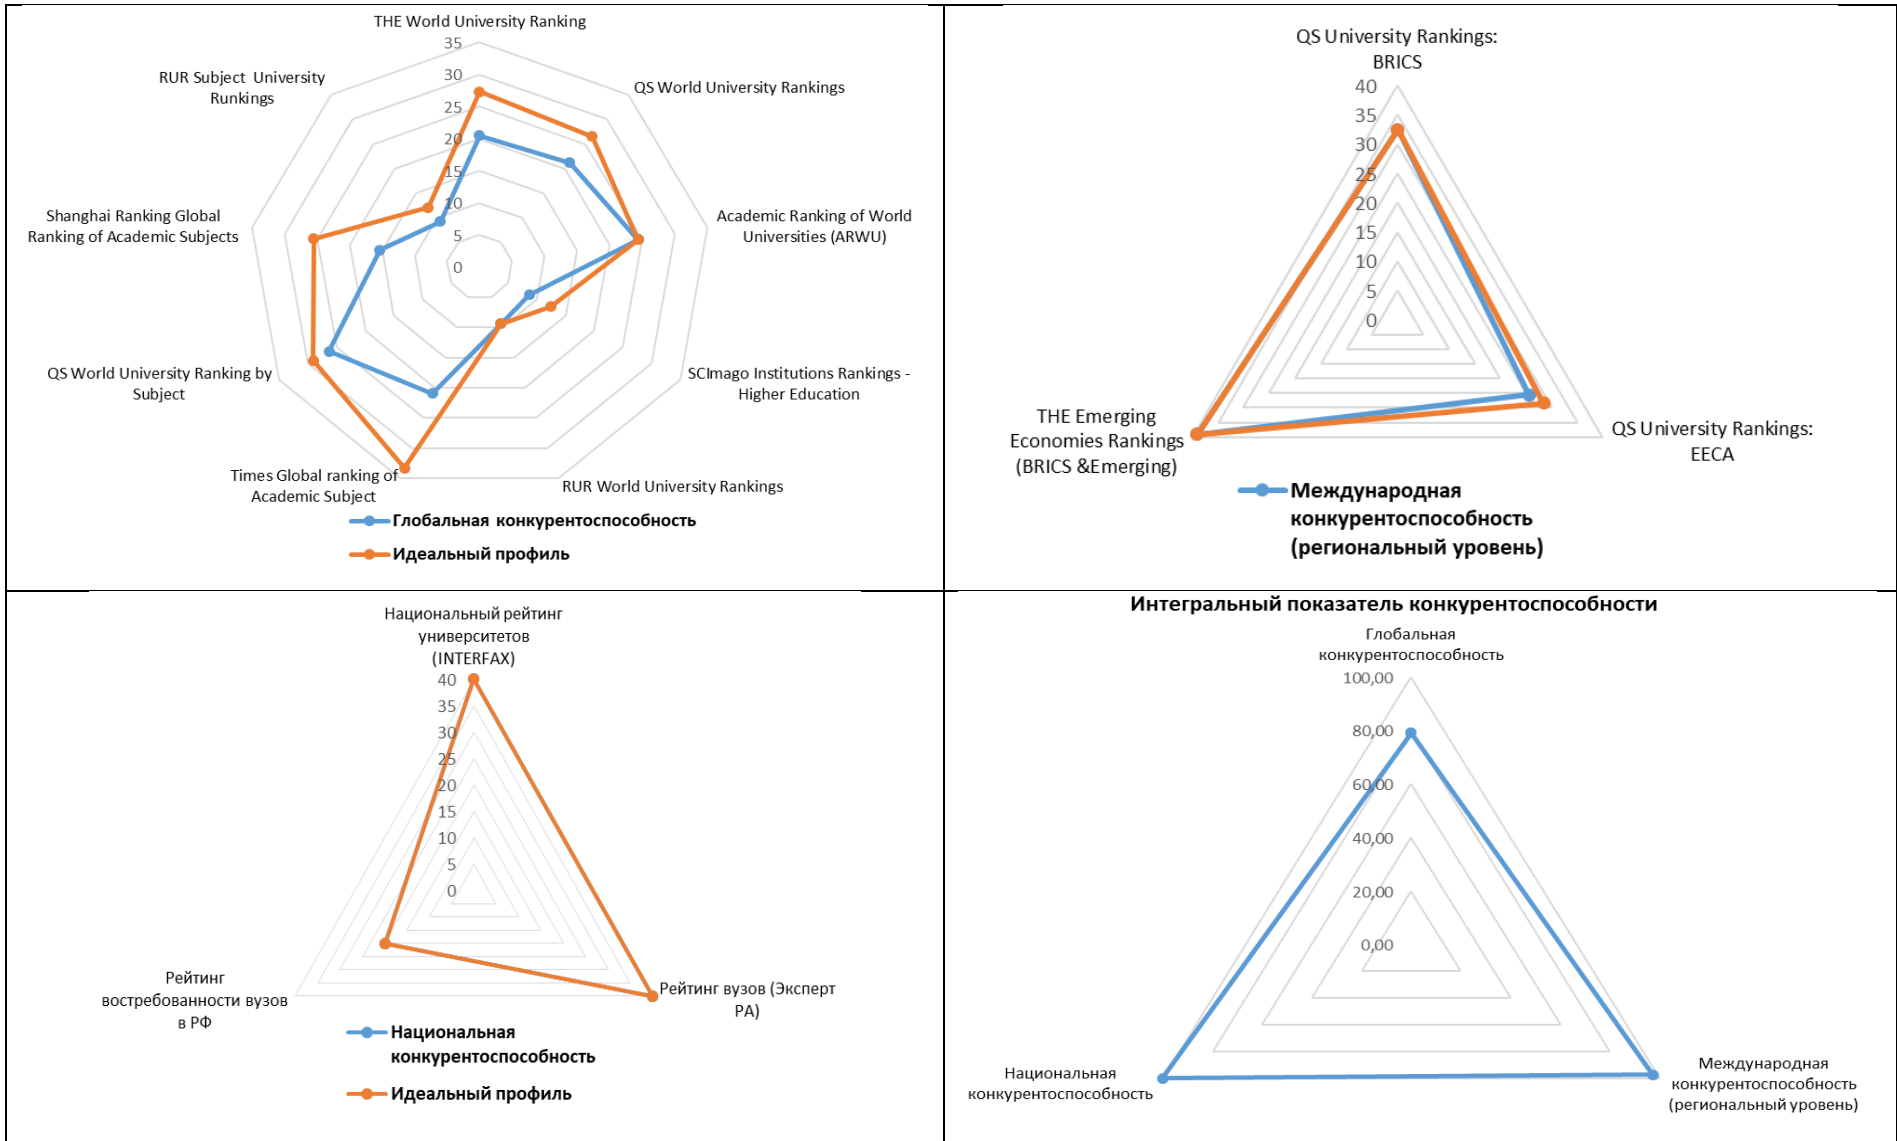 THE World University Ranking
35
30
25
20
15
10
5
0
QS World University Rankings
Academic Ranking of World
Universities (ARWU)
SCImago Institutions Rankings -
Higher Education
RUR World University Rankings
Times Global ranking of
Academic Subject
QS World University Ranking by
Subject
Shanghai Ranking Global
Ranking of Academic Subjects
RUR Subject University
Runkings
Глобальная конкурентоспособность
Идеальный профиль
QS University Rankings:
BRICS
40
35
30
25
20
15
10
5
0
QS University Rankings:
EECA
THE Emerging
Economies Rankings
(BRICS &Emerging)
Международная
конкурентоспособность
(региональный уровень)
Национальный рейтинг
университетов
(INTERFAX)
40
35
30
25
20
15
10
5
0
Рейтинг вузов (Эксперт
РА)
Рейтинг
востребованности вузов
в РФ
Национальная
конкурентоспособность
Идеальный профиль
Интегральный показатель конкурентоспособности
Глобальная
конкурентоспособность
100,00
80,00
60,00
40,00
20,00
0,00
Международная
конкурентоспособность
(региональный уровень)
Национальная
конкурентоспособность